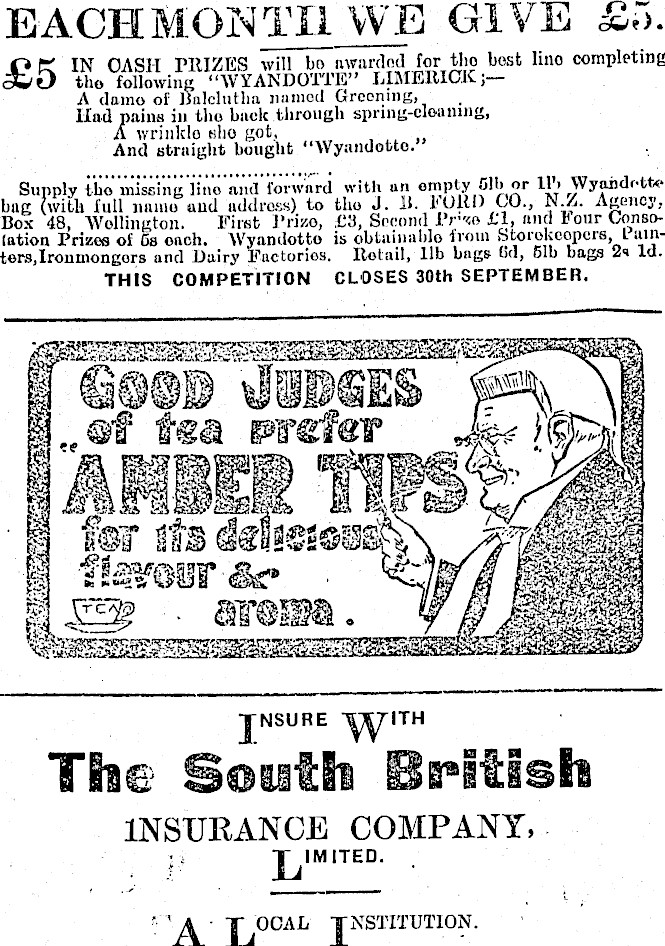 EACH MONTH WE GIVE £5.
£5 IN CASH PRIZES will be awarded for the best line completing
the following "WYANDOTTE" LIMERICK;—
A dame of Balclutha named Greening,
Had pains in the back through spring-cleaning,
A wrinkle she got,
And straight bought "Wyandotte."
Supply the missing line and forward with an empty 5lb or 1lb Wyandotte
bag (with full name and address) to the J. B. FORD CO., N.Z. Agency,
Box 48, Wellington. First Prize, £3, Second Prize £1, and Four Conso-
lation Prizes of 5s each. Wyandotte is obtainable from Storekeepers, Pain-
ters,Ironmongers and Dairy Factories. Retail, 1lb bags 6d, 5lb bags 2s 1d.
THIS COMPETITION CLOSES 30th SEPTEMBER.
GOOD JUDGES
of tea prefer
"AMBER TIPS"
for its delicious
flavour &
TEA
aroma.
INSURE WITH
The South British
INSURANCE COMPANY,
LIMITED.
A LOCAL INSTITUTION.